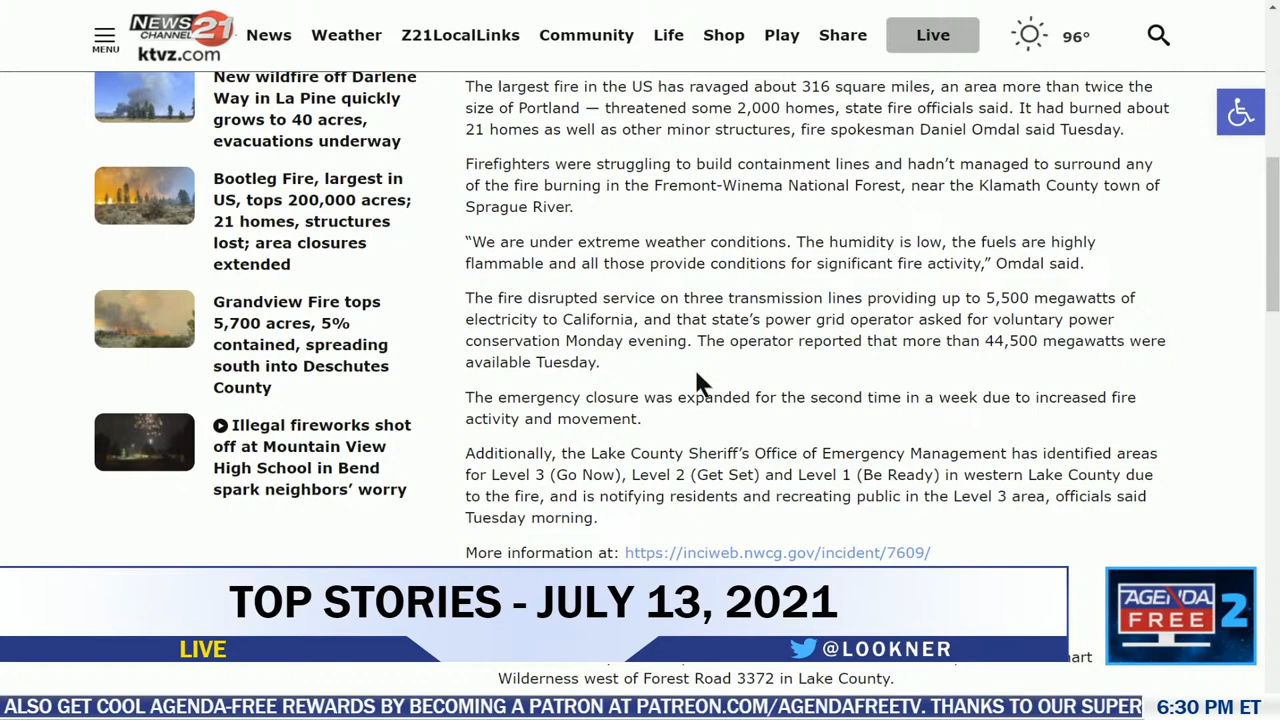 NEWS CHANNEL 21
ktvz.com
MENU
News
Weather
Z21LocalLinks
Community
Life
Shop
Play
Share
Live
96°
New wildfire off Darlene
Way in La Pine quickly
grows to 40 acres,
evacuations underway
Bootleg Fire, largest in
US, tops 200,000 acres;
21 homes, structures
lost; area closures
extended
Grandview Fire tops
5,700 acres, 5%
contained, spreading
south into Deschutes
County
Illegal fireworks shot
off at Mountain View
High School in Bend
spark neighbors’ worry
The largest fire in the US has ravaged about 316 square miles, an area more than twice the
size of Portland — threatened some 2,000 homes, state fire officials said. It had burned about
21 homes as well as other minor structures, fire spokesman Daniel Omdal said Tuesday.
Firefighters were struggling to build containment lines and hadn’t managed to surround any
of the fire burning in the Fremont-Winema National Forest, near the Klamath County town of
Sprague River.
“We are under extreme weather conditions. The humidity is low, the fuels are highly
flammable and all those provide conditions for significant fire activity,” Omdal said.
The fire disrupted service on three transmission lines providing up to 5,500 megawatts of
electricity to California, and that state’s power grid operator asked for voluntary power
conservation Monday evening. The operator reported that more than 44,500 megawatts were
available Tuesday.
The emergency closure was expanded for the second time in a week due to increased fire
activity and movement.
Additionally, the Lake County Sheriff’s Office of Emergency Management has identified areas
for Level 3 (Go Now), Level 2 (Get Set) and Level 1 (Be Ready) in western Lake County due
to the fire, and is notifying residents and recreating public in the Level 3 area, officials said
Tuesday morning.
More information at: https://inciweb.nwcg.gov/incident/7609/
Wilderness west of Forest Road 3372 in Lake County.
TOP STORIES - JULY 13, 2021
LIVE
@LOOKNER
AGENDA
FREE 2
ALSO GET COOL AGENDA-FREE REWARDS BY BECOMING A PATRON AT PATREON.COM/AGENDAFREETV. THANKS TO OUR SUPER
6:30 PM ET